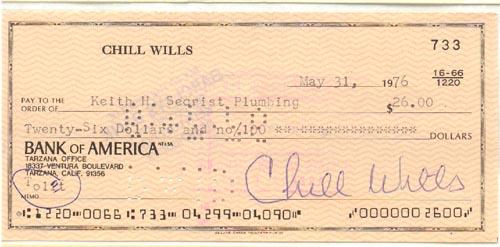 CHILL WILLS
733
May 31, 1976
16-66
1220
PAY TO THE
ORDER OF Keith H. Secrist Plumbing $26.00
Twenty-Six Dollars and no/100 DOLLARS
BANK OF AMERICA NT&SA
TARZANA OFFICE
18337 VENTURA BOULEVARD
TARZANA, CALIF. 91356
MEMO
Chill Wills
⑆1220⑉0066⑆733⑈04299⑉04090⑈ ⑈0000002600⑈